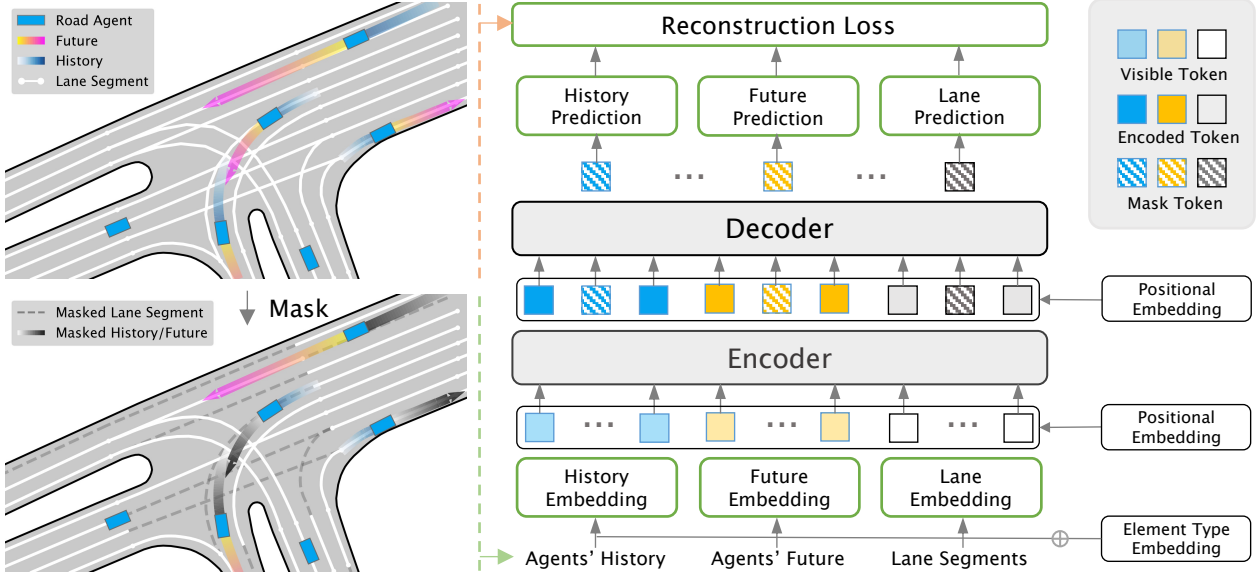 Road Agent
Future
History
Lane Segment
Mask
Masked Lane Segment
Masked History/Future
Reconstruction Loss
History
Prediction
Future
Prediction
Lane
Prediction
...
...
Decoder
Positional
Embedding
Encoder
...
...
...
Positional
Embedding
History
Embedding
Future
Embedding
Lane
Embedding
Element Type
Embedding
Agents' History
Agents' Future
Lane Segments
Visible Token
Encoded Token
Mask Token